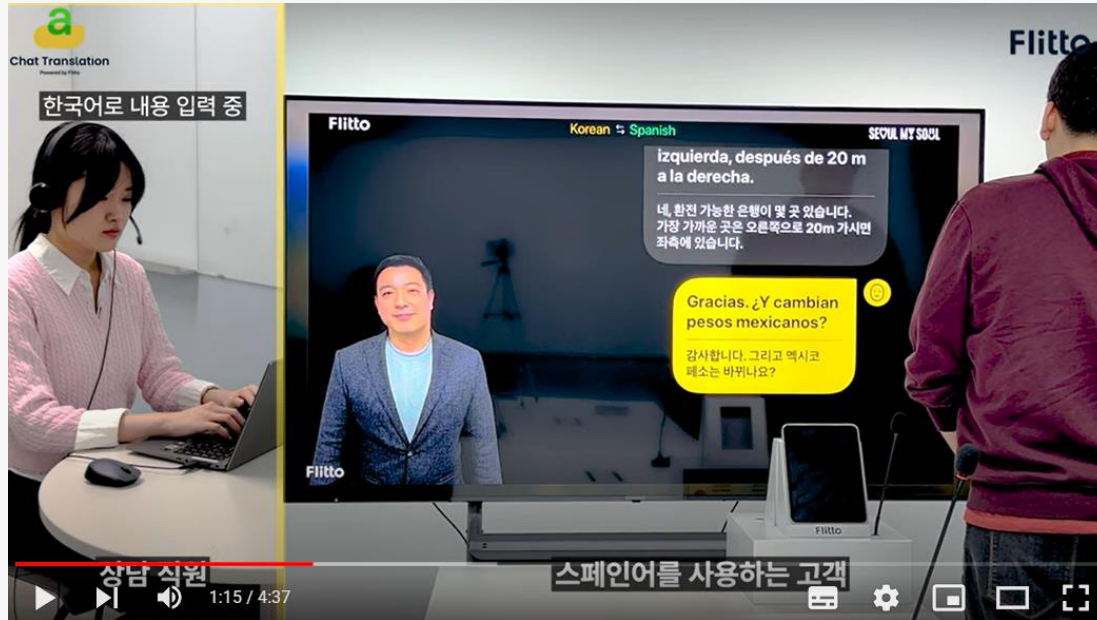 a
Chat Translation
Powered by Flitto
한국어로 내용 입력 중
Flitto
Flitto
Korean ⇆ Spanish
SEOUL MY SOUL
izquierda, después de 20 m
a la derecha.
네, 환전 가능한 은행이 몇 곳 있습니다.
가장 가까운 곳은 오른쪽으로 20m 가시면
좌측에 있습니다.
Gracias. ¿Y cambian
pesos mexicanos?
감사합니다. 그리고 멕시코
페소는 바뀌나요?
Flitto
Flitto
상담 직원
스페인어를 사용하는 고객
1:15 / 4:37